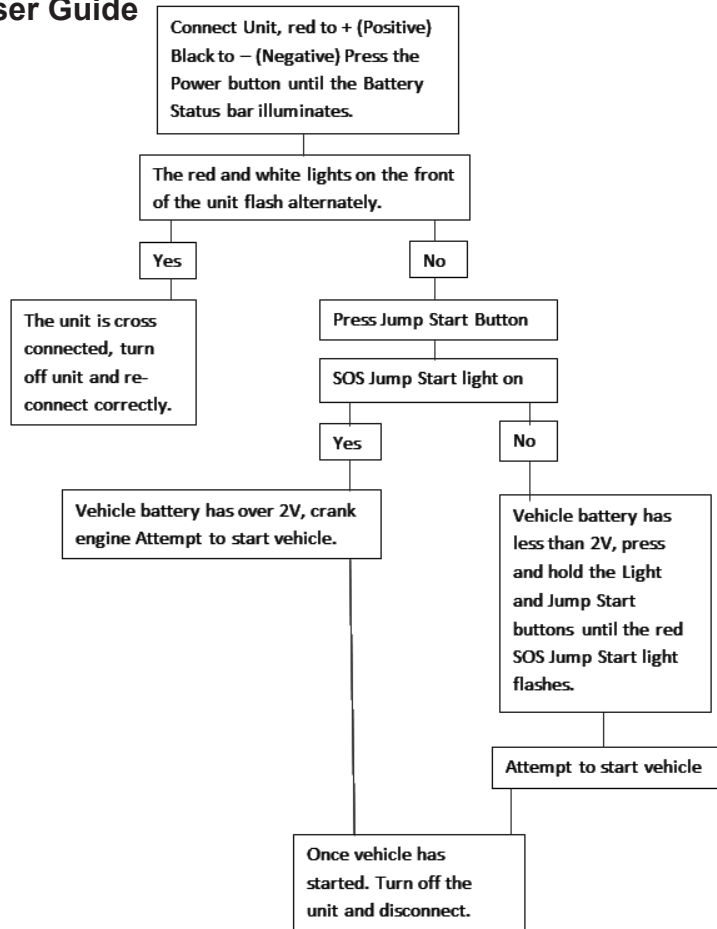 ser Guide
Connect Unit, red to + (Positive)
Black to – (Negative) Press the
Power button until the Battery
Status bar illuminates.
The red and white lights on the front
of the unit flash alternately.
Yes
No
The unit is cross
connected, turn
off unit and re-
connect correctly.
Press Jump Start Button
SOS Jump Start light on
Yes
No
Vehicle battery has over 2V, crank
engine Attempt to start vehicle.
Vehicle battery has
less than 2V, press
and hold the Light
and Jump Start
buttons until the red
SOS Jump Start light
flashes.
Attempt to start vehicle
Once vehicle has
started. Turn off the
unit and disconnect.